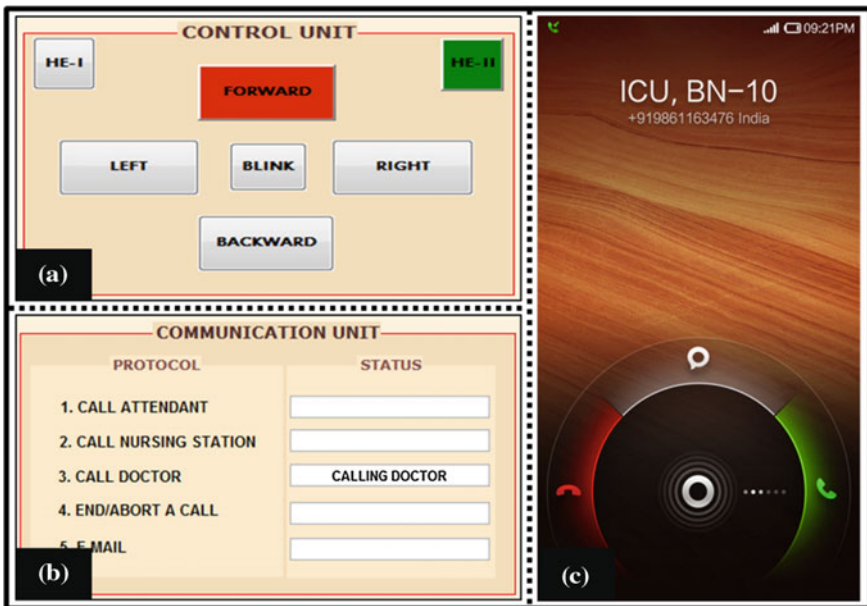 CONTROL UNIT
HE-I
HE-II
FORWARD
LEFT
BLINK
RIGHT
BACKWARD
(a)
COMMUNICATION UNIT
PROTOCOL
STATUS
1. CALL ATTENDANT
2. CALL NURSING STATION
3. CALL DOCTOR
CALLING DOCTOR
4. END/ABORT A CALL
5. E MAIL
(b)
09:21PM
ICU, BN-10
+919861163476 India
(c)